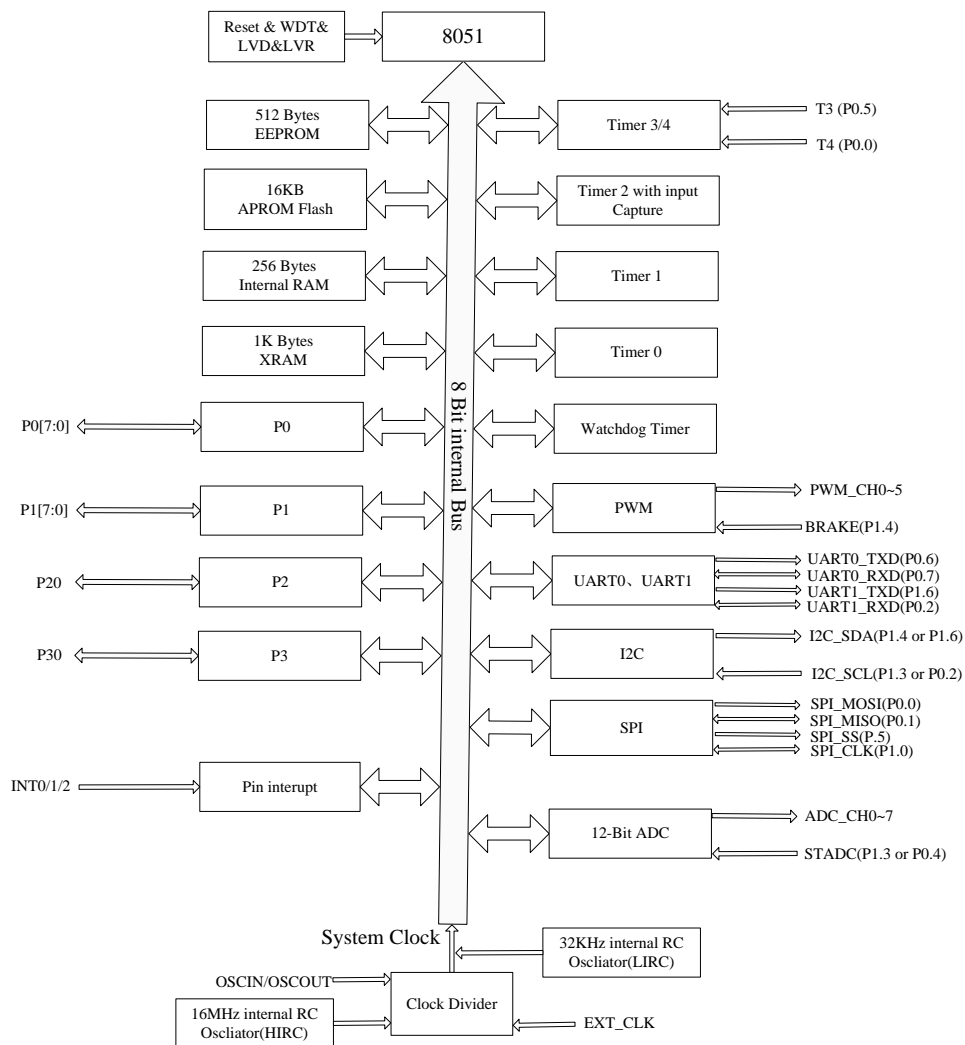 Reset & WDT&
LVD&LVR
8051
512 Bytes
EEPROM
Timer 3/4
T3 (P0.5)
T4 (P0.0)
16KB
APROM Flash
Timer 2 with input
Capture
256 Bytes
Internal RAM
Timer 1
1K Bytes
XRAM
Timer 0
8 Bit internal Bus
P0[7:0]
P0
Watchdog Timer
P1[7:0]
P1
PWM
PWM_CH0~5
BRAKE(P1.4)
P20
P2
UART0、UART1
UART0_TXD(P0.6)
UART0_RXD(P0.7)
UART1_TXD(P1.6)
UART1_RXD(P0.2)
P30
P3
I2C
I2C_SDA(P1.4 or P1.6)
I2C_SCL(P1.3 or P0.2)
SPI
SPI_MOSI(P0.0)
SPI_MISO(P0.1)
SPI_SS(P.5)
SPI_CLK(P1.0)
INT0/1/2
Pin interupt
12-Bit ADC
ADC_CH0~7
STADC(P1.3 or P0.4)
System Clock
32KHz internal RC
Oscliator(LIRC)
OSCIN/OSCOUT
Clock Divider
16MHz internal RC
Oscliator(HIRC)
EXT_CLK